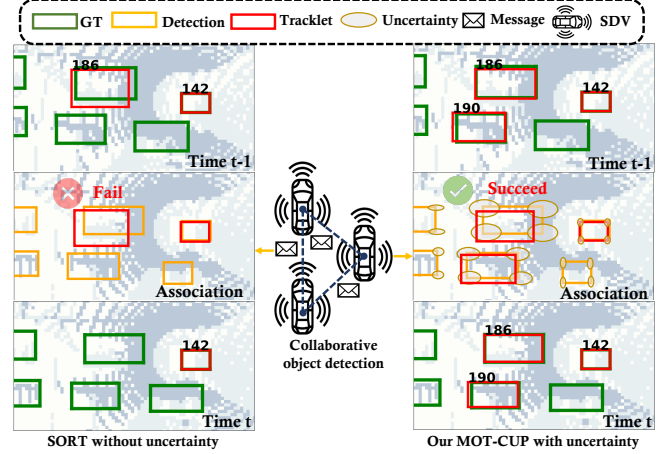 GT Detection Tracklet Uncertainty Message SDV
186
142
Time t-1
186
142
190
Time t-1
Fail
Association
Succeed
Association
Collaborative
object detection
142
Time t
186
142
190
Time t
SORT without uncertainty
Our MOT-CUP with uncertainty